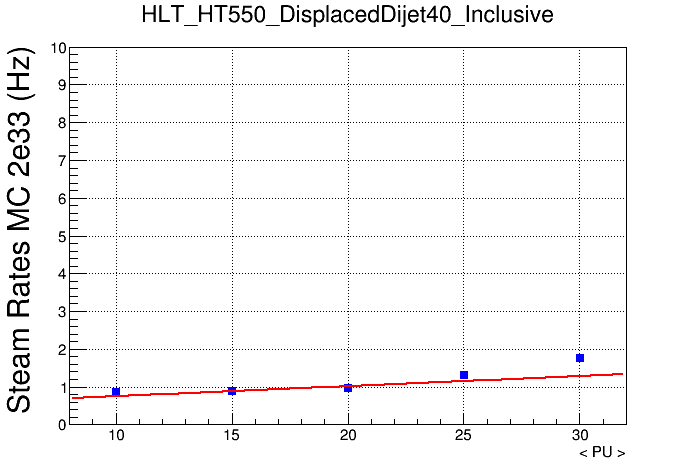 HLT_HT550_DisplacedDijet40_Inclusive
Steam Rates MC 2e33 (Hz)
10
9
8
7
6
5
4
3
2
1
0
10 15 20 25 30
< PU >